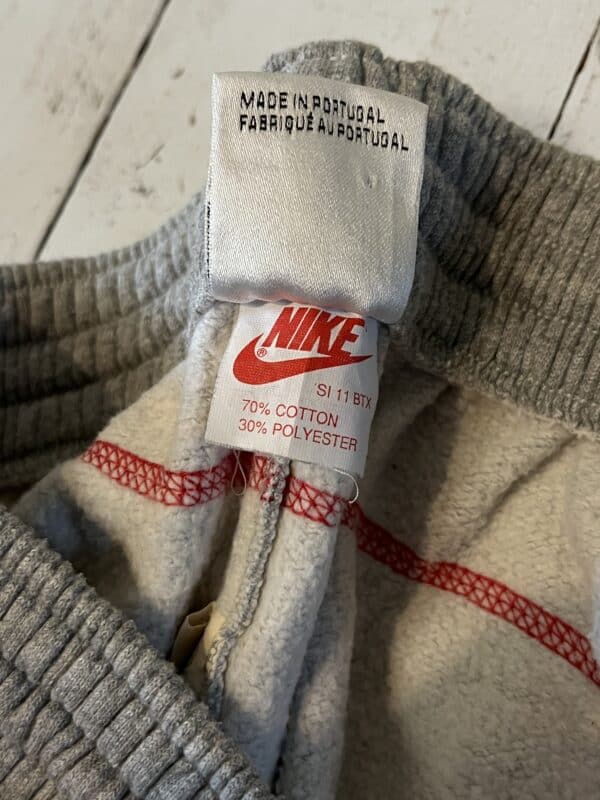 MADE IN PORTUGAL
FABRIQUÉ AU PORTUGAL
NIKE
®
SI 11 BTX
70% COTTON
30% POLYESTER